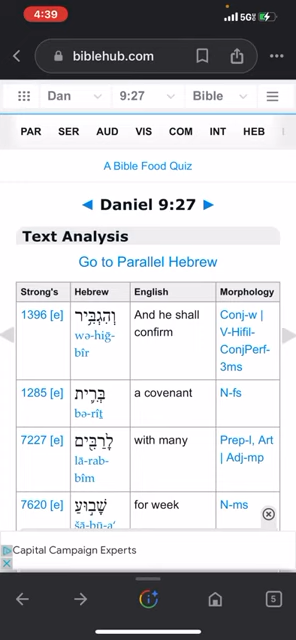 4:39
5G
biblehub.com
Dan 9:27 Bible
PAR SER AUD VIS COM INT HEB
A Bible Food Quiz
◄ Daniel 9:27 ►
Text Analysis
Go to Parallel Hebrew
Strong's Hebrew English Morphology
1396 [e] וְהִגְבִּ֥יר And he shall Conj-w |
wə-hiḡ- confirm V-Hifil-
bîr ConjPerf-
3ms
1285 [e] בְּרִ֛ית a covenant N-fs
bə-rîṯ
7227 [e] לָרַבִּ֖ים with many Prep-l, Art
lā-rab- | Adj-mp
bîm
7620 [e] שָׁב֣וּעַ for week N-ms
šā-ḇū-a‘
Capital Campaign Experts
5